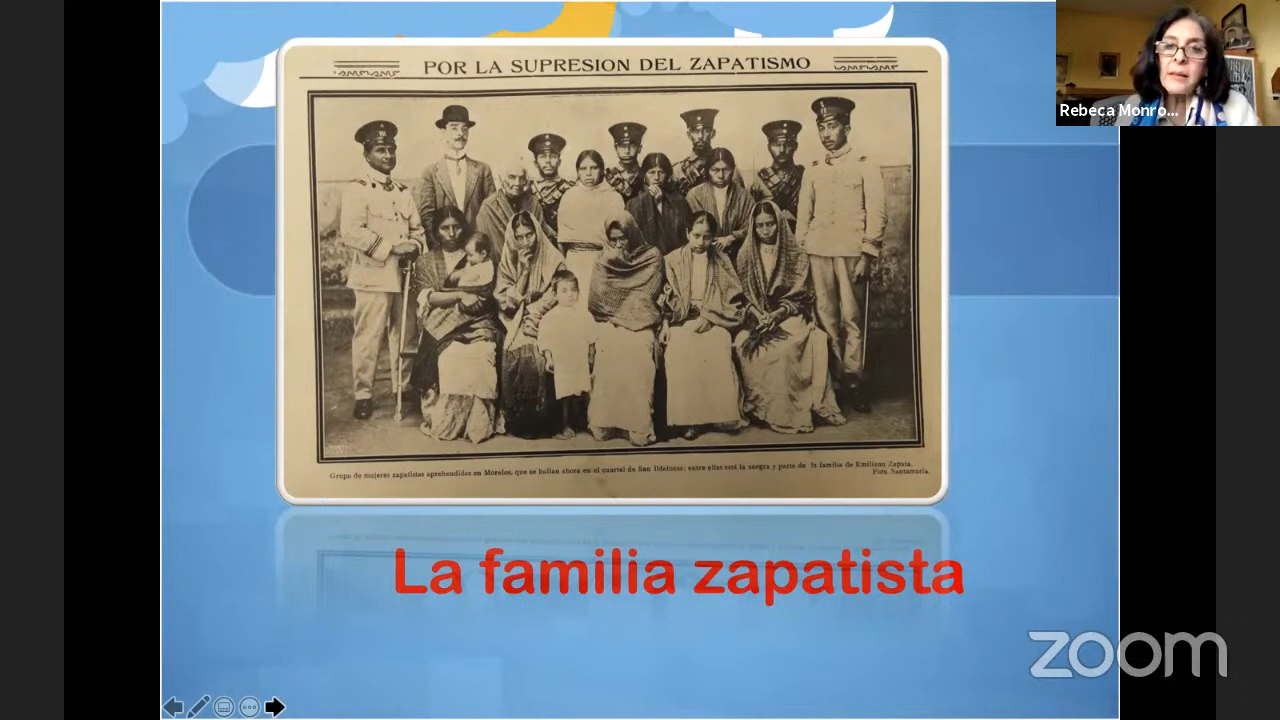 POR LA SUPRESION DEL ZAPATISMO
Rebeca Monro...
Grupo de mujeres zapatistas aprehendidas en Morelos, que se hallan ahora en el cuartel de San Ildefonso; entre ellas está la suegra y parte de la familia de Emiliano Zapata.
Fots. Santamaría.
La familia zapatista
zoom